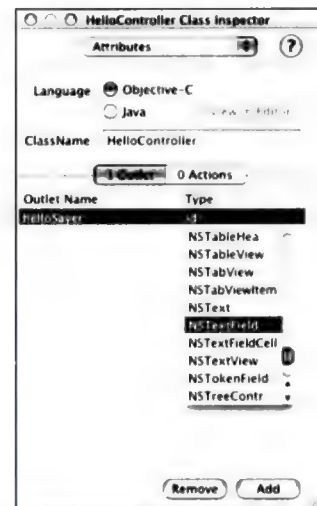 HelloController Class Inspector
Attributes
?
Language Objective-C
Java
ClassName HelloController
1 Outlet 0 Actions
Outlet Name Type
helloSayer id
NSTableHea
NSTableView
NSTabView
NSTabViewItem
NSText
NSTextField
NSTextFieldCell
NSTextView
NSTokenField
NSTreeContr
Remove Add